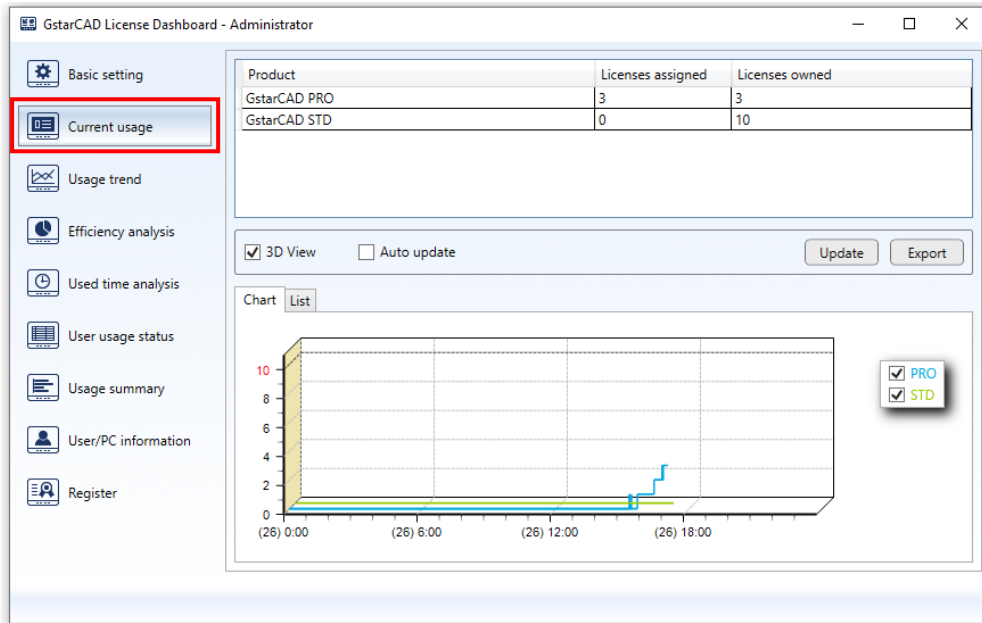 GstarCAD License Dashboard - Administrator
Basic setting
Current usage
Usage trend
Efficiency analysis
Used time analysis
User usage status
Usage summary
User/PC information
Register
Product Licenses assigned Licenses owned
GstarCAD PRO 3 3
GstarCAD STD 0 10
3D View Auto update Update Export
Chart List
10
8
6
4
2
0
(26) 0:00 (26) 6:00 (26) 12:00 (26) 18:00
PRO
STD